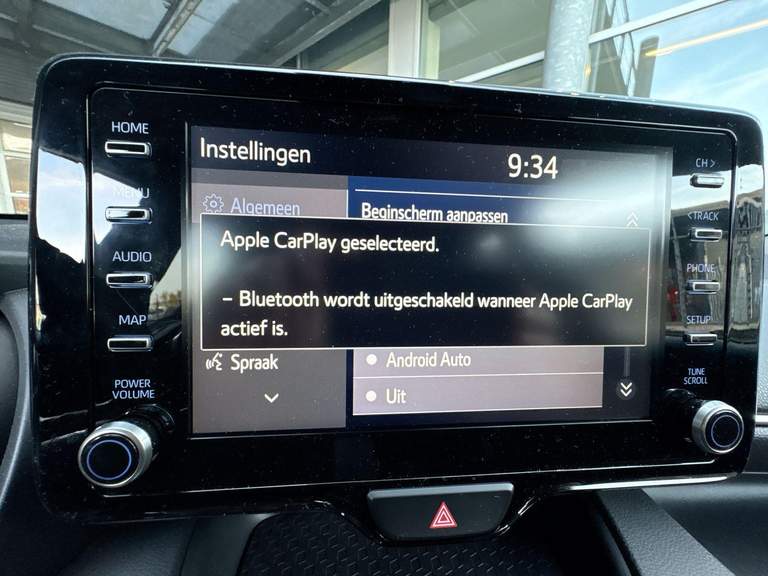 HOME
MENU
AUDIO
MAP
POWER
VOLUME
Instellingen
9:34
Algemeen
Beginscherm aanpassen
Apple CarPlay geselecteerd.
– Bluetooth wordt uitgeschakeld wanneer Apple CarPlay
actief is.
Spraak
Android Auto
Uit
CH >
< TRACK
PHONE
SETUP
TUNE
SCROLL